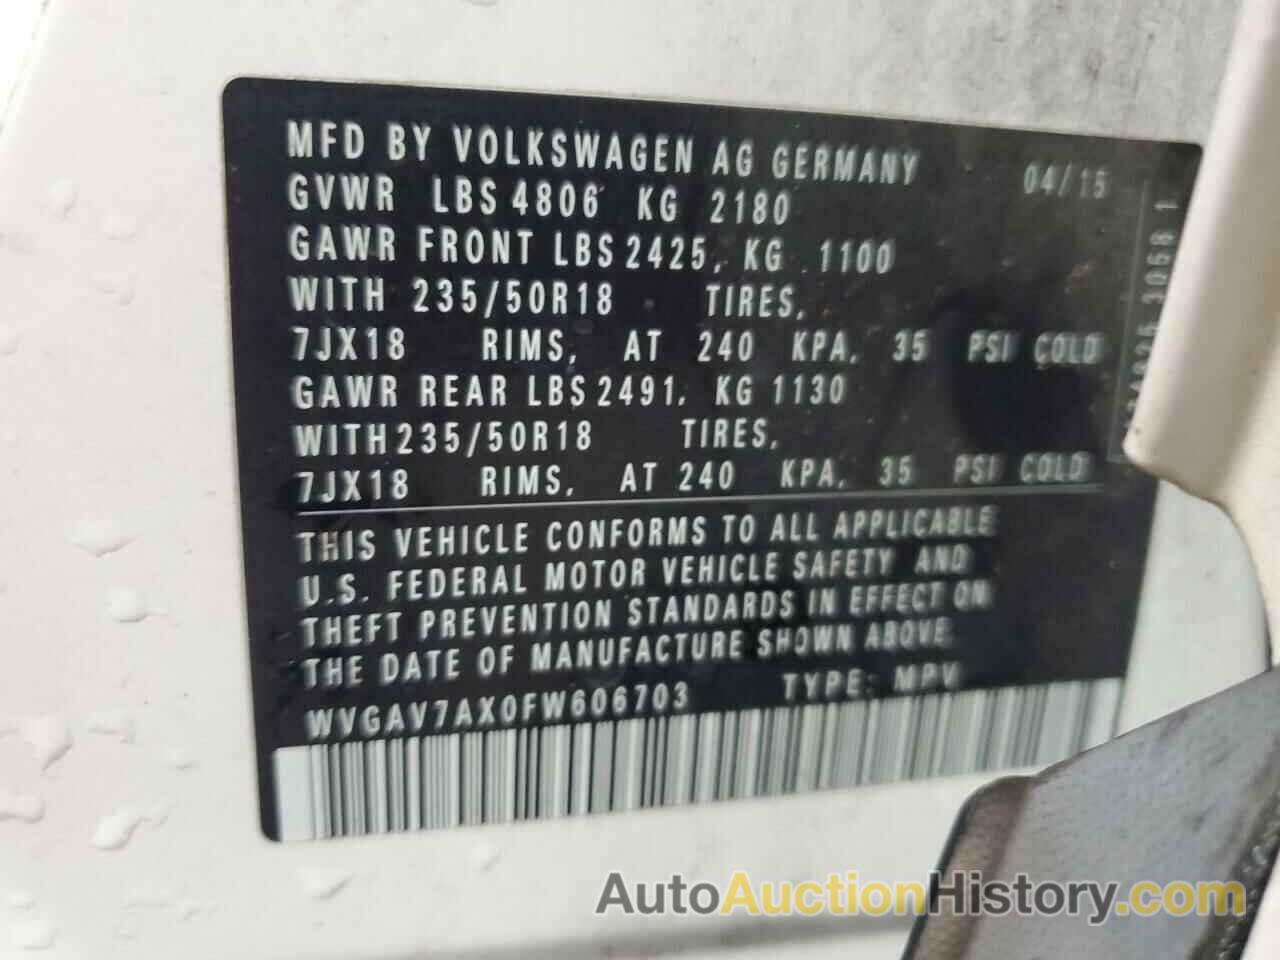 MFD BY VOLKSWAGEN AG GERMANY 04/15
GVWR LBS 4806 KG 2180
GAWR FRONT LBS 2425, KG 1100
WITH 235/50R18 TIRES,
7JX18 RIMS, AT 240 KPA, 35 PSI COLD
GAWR REAR LBS 2491, KG 1130
WITH 235/50R18 TIRES,
7JX18 RIMS, AT 240 KPA, 35 PSI COLD
THIS VEHICLE CONFORMS TO ALL APPLICABLE
U.S. FEDERAL MOTOR VEHICLE SAFETY AND
THEFT PREVENTION STANDARDS IN EFFECT ON
THE DATE OF MANUFACTURE SHOWN ABOVE.
WVGAV7AX0FW606703 TYPE: MPV
AutoAuctionHistory.com